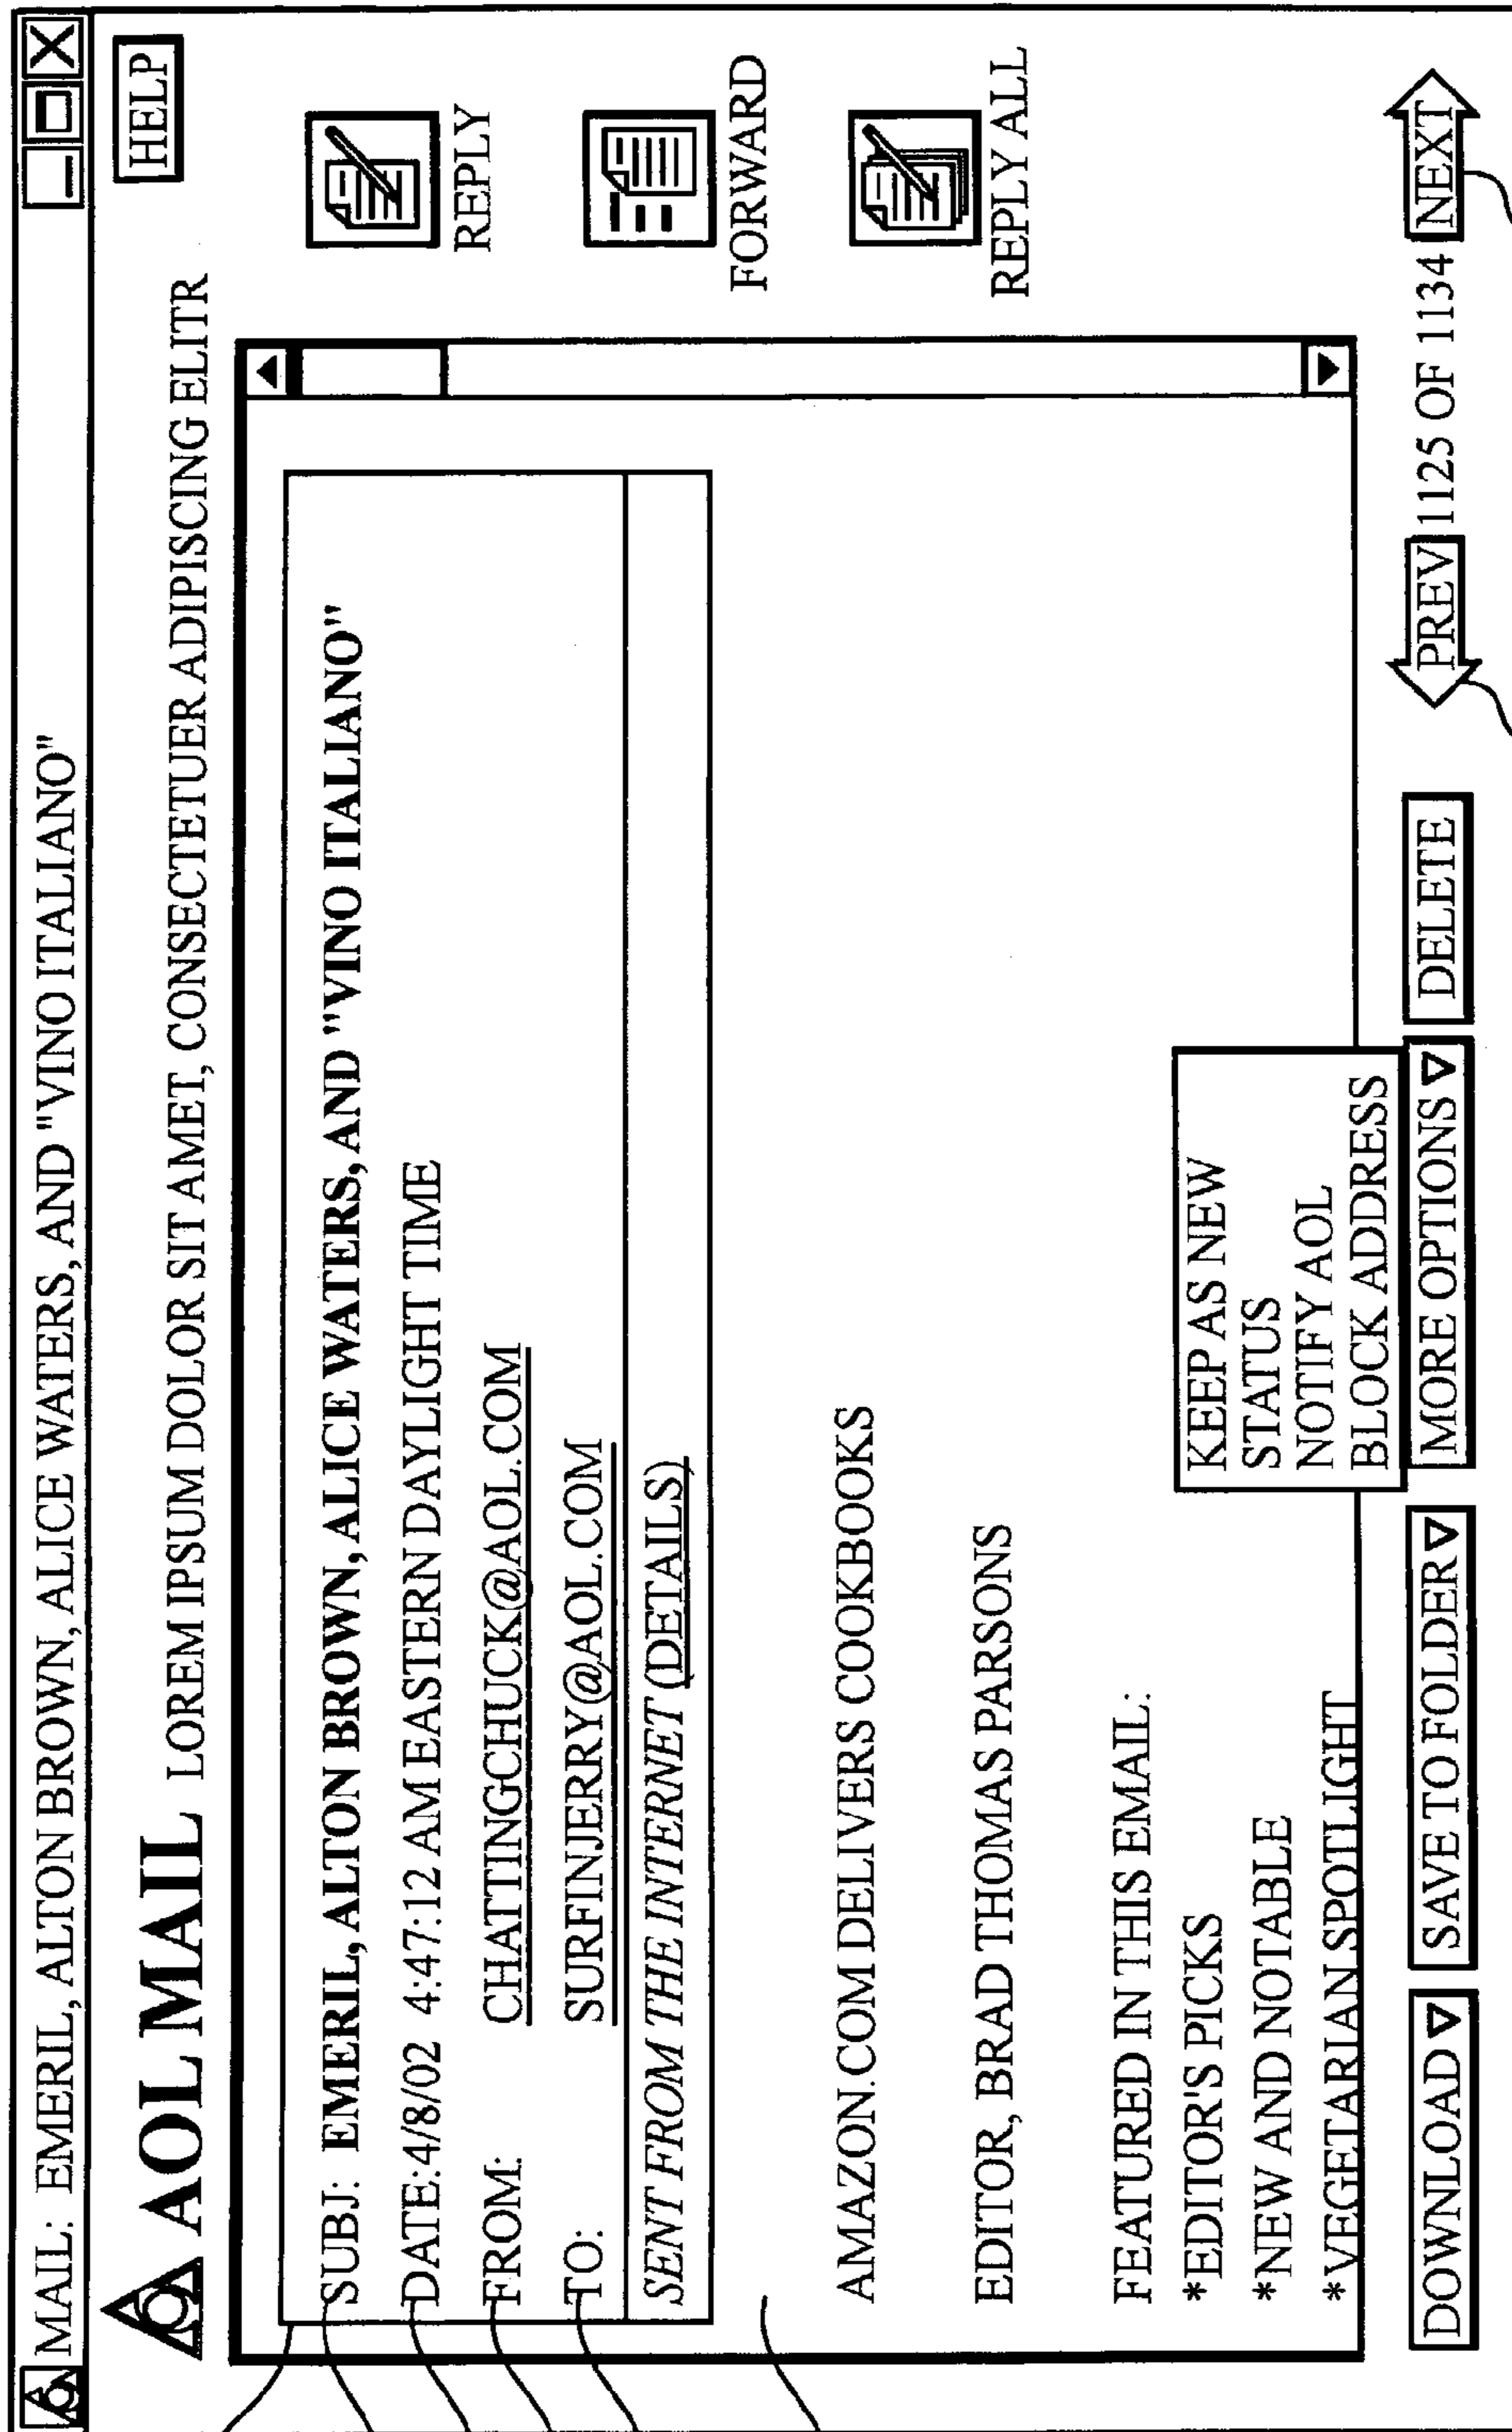 MAIL: EMERIL, ALTON BROWN, ALICE WATERS, AND "VINO ITALIANO"
HELP
AOL MAIL LOREM IPSUM DOLOR SIT AMET, CONSECTETUER ADIPISCING ELITR
SUBJ: EMERIL, ALTON BROWN, ALICE WATERS, AND "VINO ITALIANO"
DATE:4/8/02 4:47:12 AM EASTERN DAYLIGHT TIME
FROM: CHATTINGCHUCK@AOL.COM
TO: SURFINJERRY@AOL.COM
SENT FROM THE INTERNET (DETAILS)
AMAZON.COM DELIVERS COOKBOOKS
EDITOR, BRAD THOMAS PARSONS
FEATURED IN THIS EMAIL:
*EDITOR'S PICKS
*NEW AND NOTABLE
*VEGETARIAN SPOTLIGHT
REPLY
FORWARD
REPLY ALL
KEEP AS NEW
STATUS
NOTIFY AOL
BLOCK ADDRESS
DOWNLOAD SAVE TO FOLDER MORE OPTIONS DELETE PREV 1125 OF 1134 NEXT